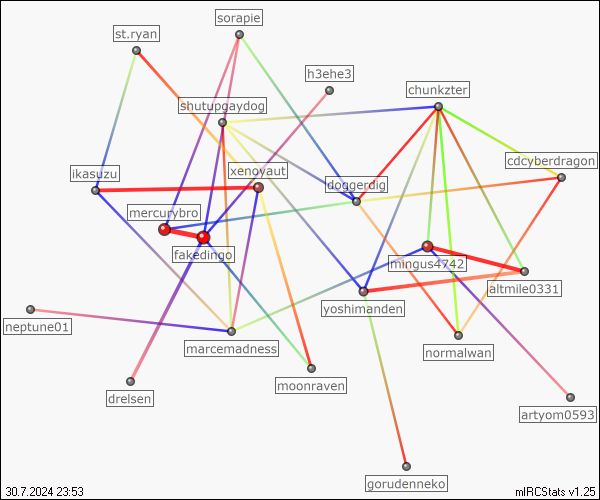 sorapie
st.ryan
h3ehe3
chunkzter
shutupgaydog
cdcyberdragon
xenoyaut
ikasuzu
doggerdig
mercurybro
fakedingo
mingus4742
altmile0331
yoshimanden
neptune01
marcemadness
normalwan
moonraven
drelsen
artyom0593
gorudenneko
30.7.2024 23:53
mIRCStats v1.25